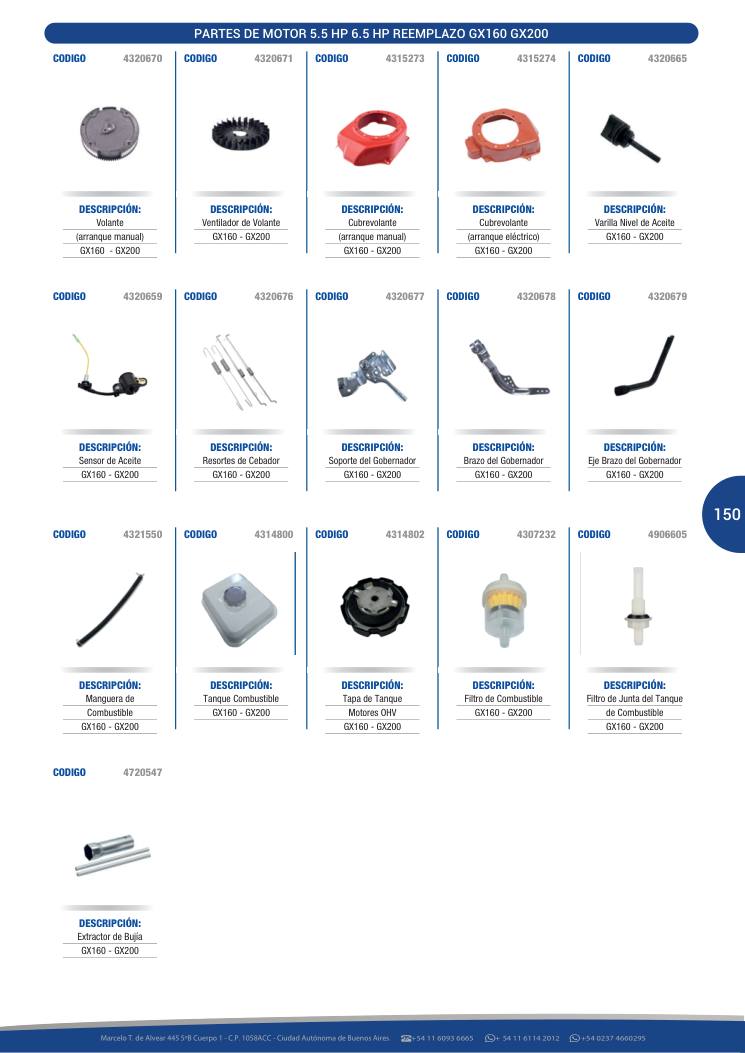 PARTES DE MOTOR 5.5 HP 6.5 HP REEMPLAZO GX160 GX200
CODIGO 4320670
DESCRIPCIÓN:
Volante
(arranque manual)
GX160 - GX200
CODIGO 4320671
DESCRIPCIÓN:
Ventilador de Volante
GX160 - GX200
CODIGO 4315273
DESCRIPCIÓN:
Cubrevolante
(arranque manual)
GX160 - GX200
CODIGO 4315274
DESCRIPCIÓN:
Cubrevolante
(arranque eléctrico)
GX160 - GX200
CODIGO 4320665
DESCRIPCIÓN:
Varilla Nivel de Aceite
GX160 - GX200
CODIGO 4320659
DESCRIPCIÓN:
Sensor de Aceite
GX160 - GX200
CODIGO 4320676
DESCRIPCIÓN:
Resortes de Cebador
GX160 - GX200
CODIGO 4320677
DESCRIPCIÓN:
Soporte del Gobernador
GX160 - GX200
CODIGO 4320678
DESCRIPCIÓN:
Brazo del Gobernador
GX160 - GX200
CODIGO 4320679
DESCRIPCIÓN:
Eje Brazo del Gobernador
GX160 - GX200
150
CODIGO 4321550
DESCRIPCIÓN:
Manguera de
Combustible
GX160 - GX200
CODIGO 4314800
DESCRIPCIÓN:
Tanque Combustible
GX160 - GX200
CODIGO 4314802
DESCRIPCIÓN:
Tapa de Tanque
Motores OHV
GX160 - GX200
CODIGO 4307232
DESCRIPCIÓN:
Filtro de Combustible
GX160 - GX200
CODIGO 4906605
DESCRIPCIÓN:
Filtro de Junta del Tanque
de Combustible
GX160 - GX200
CODIGO 4720547
DESCRIPCIÓN:
Extractor de Bujía
GX160 - GX200
Marcelo T. de Alvear 445 5ºB Cuerpo 1 - C.P. 1058ACC - Ciudad Autónoma de Buenos Aires. +54 11 6093 6665 + 54 11 6114 2012 +54 0237 4660295